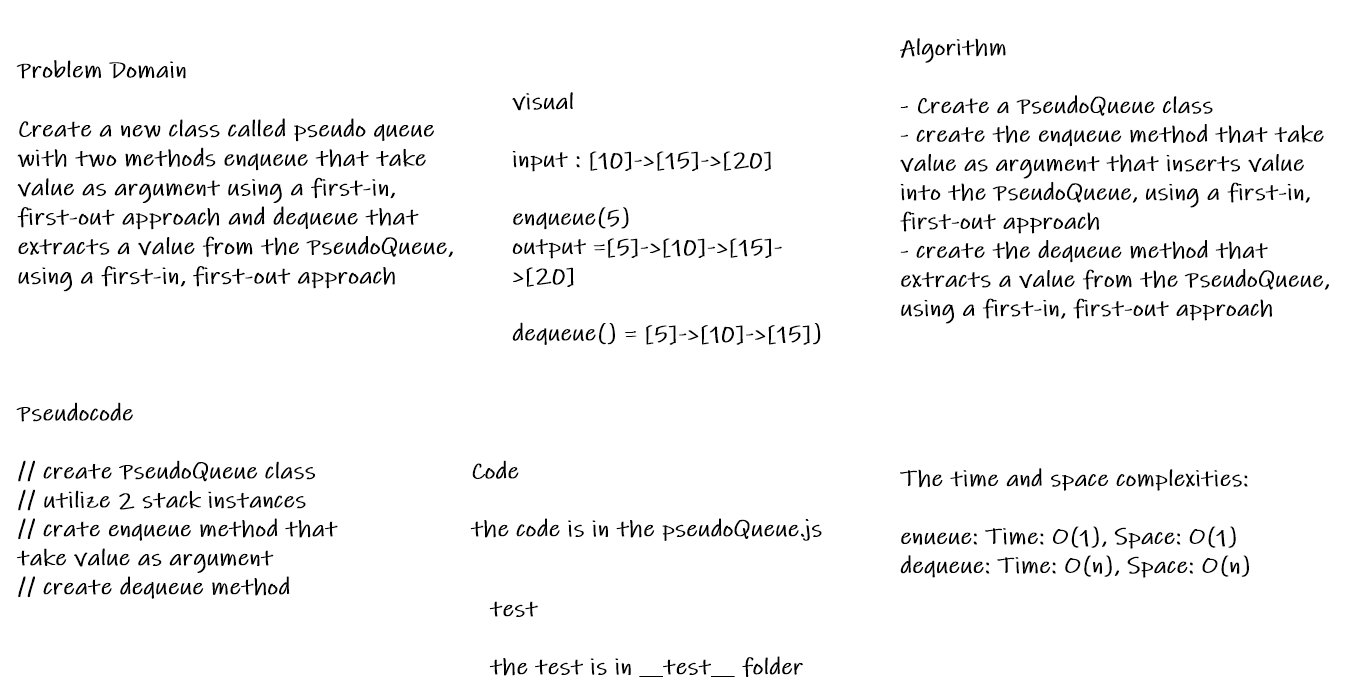 Problem Domain
Create a new class called pseudo queue
with two methods enqueue that take
value as argument using a first-in,
first-out approach and dequeue that
extracts a value from the PseudoQueue,
using a first-in, first-out approach
visual
input : [10]->[15]->[20]
enqueue(5)
output =[5]->[10]->[15]-
>[20]
dequeue() = [5]->[10]->[15])
Algorithm
- Create a PseudoQueue class
- create the enqueue method that take
value as argument that inserts value
into the PseudoQueue, using a first-in,
first-out approach
- create the dequeue method that
extracts a value from the PseudoQueue,
using a first-in, first-out approach
Pseudocode
// create PseudoQueue class
// utilize 2 stack instances
// crate enqueue method that
take value as argument
// create dequeue method
Code
the code is in the pseudoQueue.js
test
the test is in __test__ folder
The time and space complexities:
enueue: Time: O(1), Space: O(1)
dequeue: Time: O(n), Space: O(n)